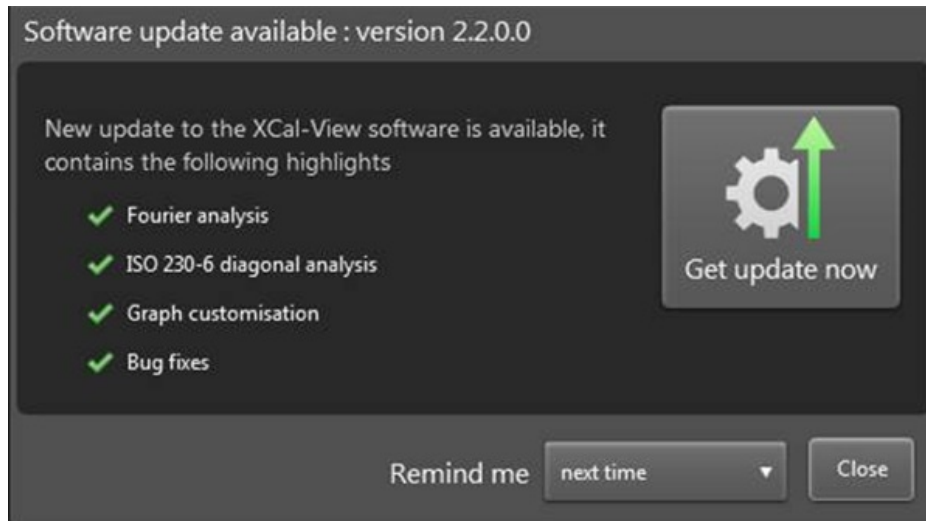 Software update available : version 2.2.0.0
New update to the XCal-View software is available, it
contains the following highlights
Fourier analysis
ISO 230-6 diagonal analysis
Graph customisation
Bug fixes
Get update now
Remind me
next time
Close